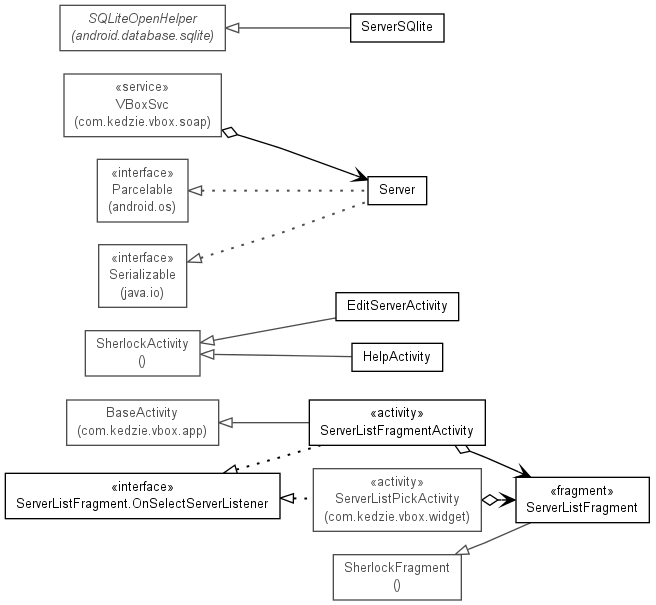 SQLiteOpenHelper
(android.database.sqlite)
ServerSQlite
«service»
VBoxSvc
(com.kedzie.vbox.soap)
«interface»
Parcelable
(android.os)
Server
«interface»
Serializable
(java.io)
EditServerActivity
SherlockActivity
()
HelpActivity
BaseActivity
(com.kedzie.vbox.app)
«activity»
ServerListFragmentActivity
«interface»
ServerListFragment.OnSelectServerListener
«activity»
ServerListPickActivity
(com.kedzie.vbox.widget)
«fragment»
ServerListFragment
SherlockFragment
()